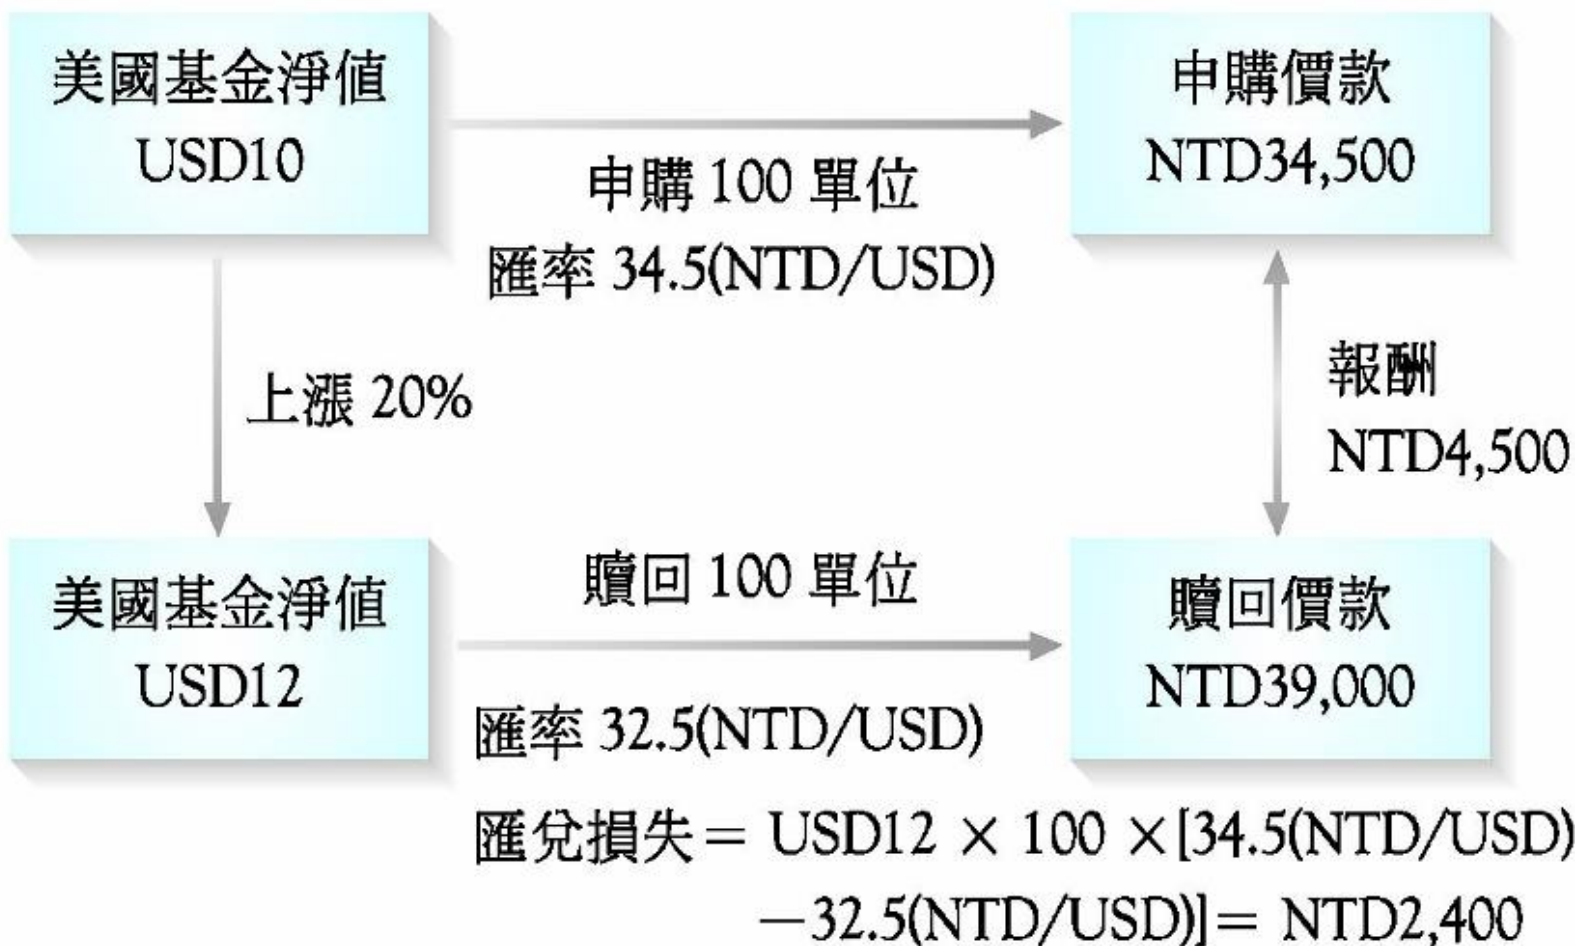 美國基金淨值
USD10
申購 100 單位
匯率 34.5(NTD/USD)
申購價款
NTD34,500
上漲 20%
報酬
NTD4,500
美國基金淨值
USD12
贖回 100 單位
匯率 32.5(NTD/USD)
贖回價款
NTD39,000
匯兌損失＝ USD12 × 100 ×[34.5(NTD/USD)
－32.5(NTD/USD)]＝ NTD2,400